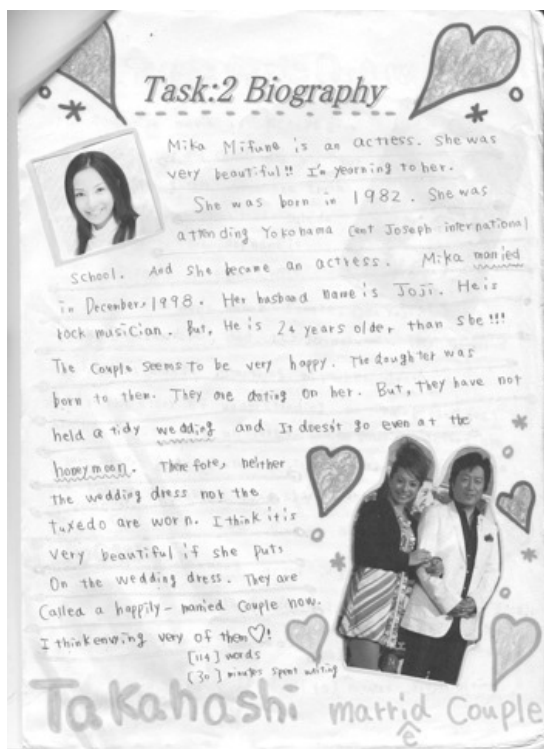 Task:2 Biography
Mika Mifune is an actress. She was
very beautiful!! I'm yearning to her.
She was born in 1982. She was
attending Yokohama cent Joseph international
school. And she become an actress. Mika married
in December, 1998. Her husband name is Joji. He is
rock musician. But, He is 24 years older than she!!!
The couple seems to be very happy. The doughter was
born to them. They are doting on her. But, They have not
held a tidy wedding and It doesn't go even at the
honeymoon. Therefore, neither
the wedding dress nor the
tuxedo are worn. I think it is
very beautiful if she puts
On the wedding dress. They are
Called a happily-married Couple now.
I think enving very of them♡!
[114] words
[30] minutes spent writing
Takahashi marrid Couple
e